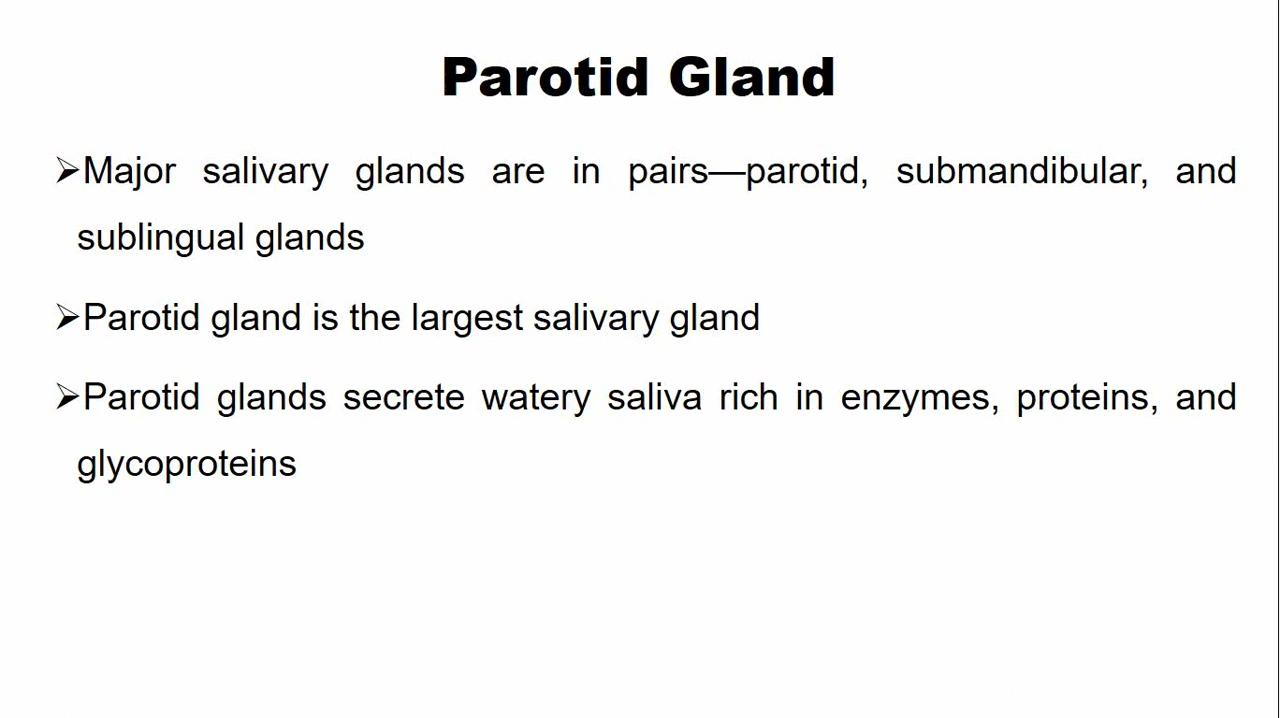 Parotid Gland
➢Major salivary glands are in pairs—parotid, submandibular, and
sublingual glands
➢Parotid gland is the largest salivary gland
➢Parotid glands secrete watery saliva rich in enzymes, proteins, and
glycoproteins